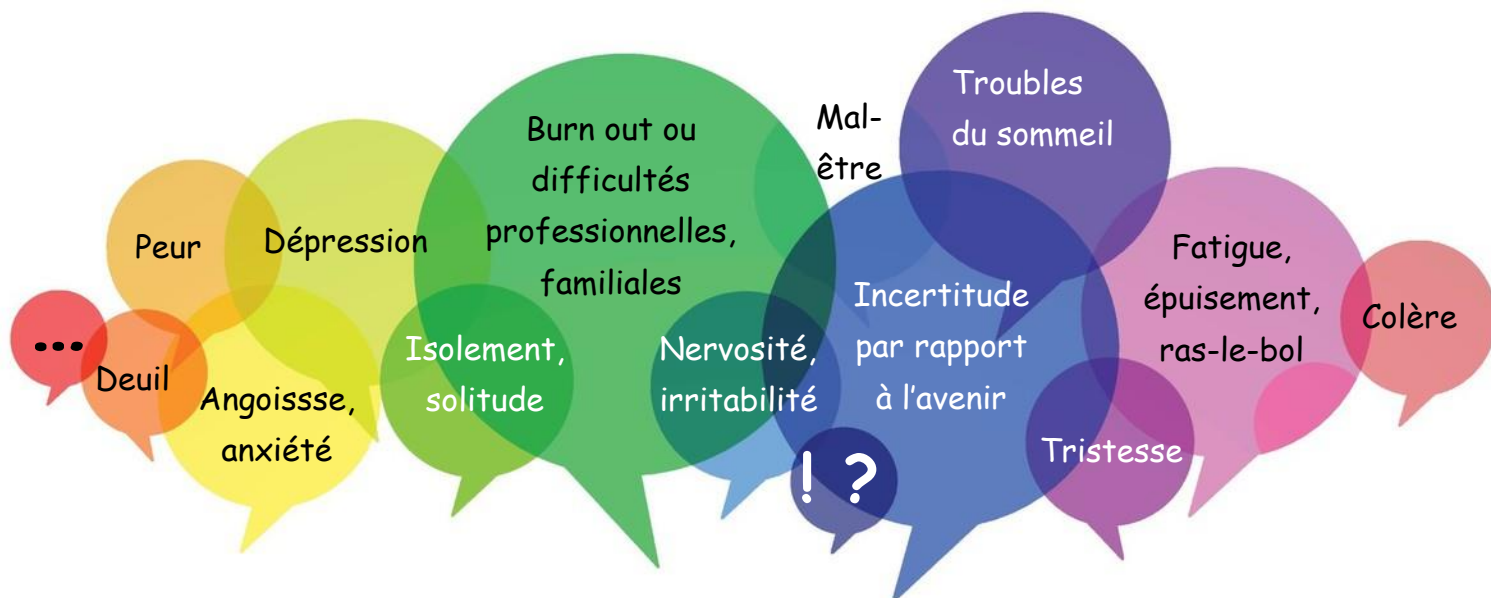 ...
Deuil
Peur
Angoissse,
anxiété
Dépression
Isolement,
solitude
Burn out ou
difficultés
professionnelles,
familiales
Nervosité,
irritabilité
Mal-
être
! ?
Incertitude
par rapport
à l’avenir
Troubles
du sommeil
Tristesse
Fatigue,
épuisement,
ras-le-bol
Colère